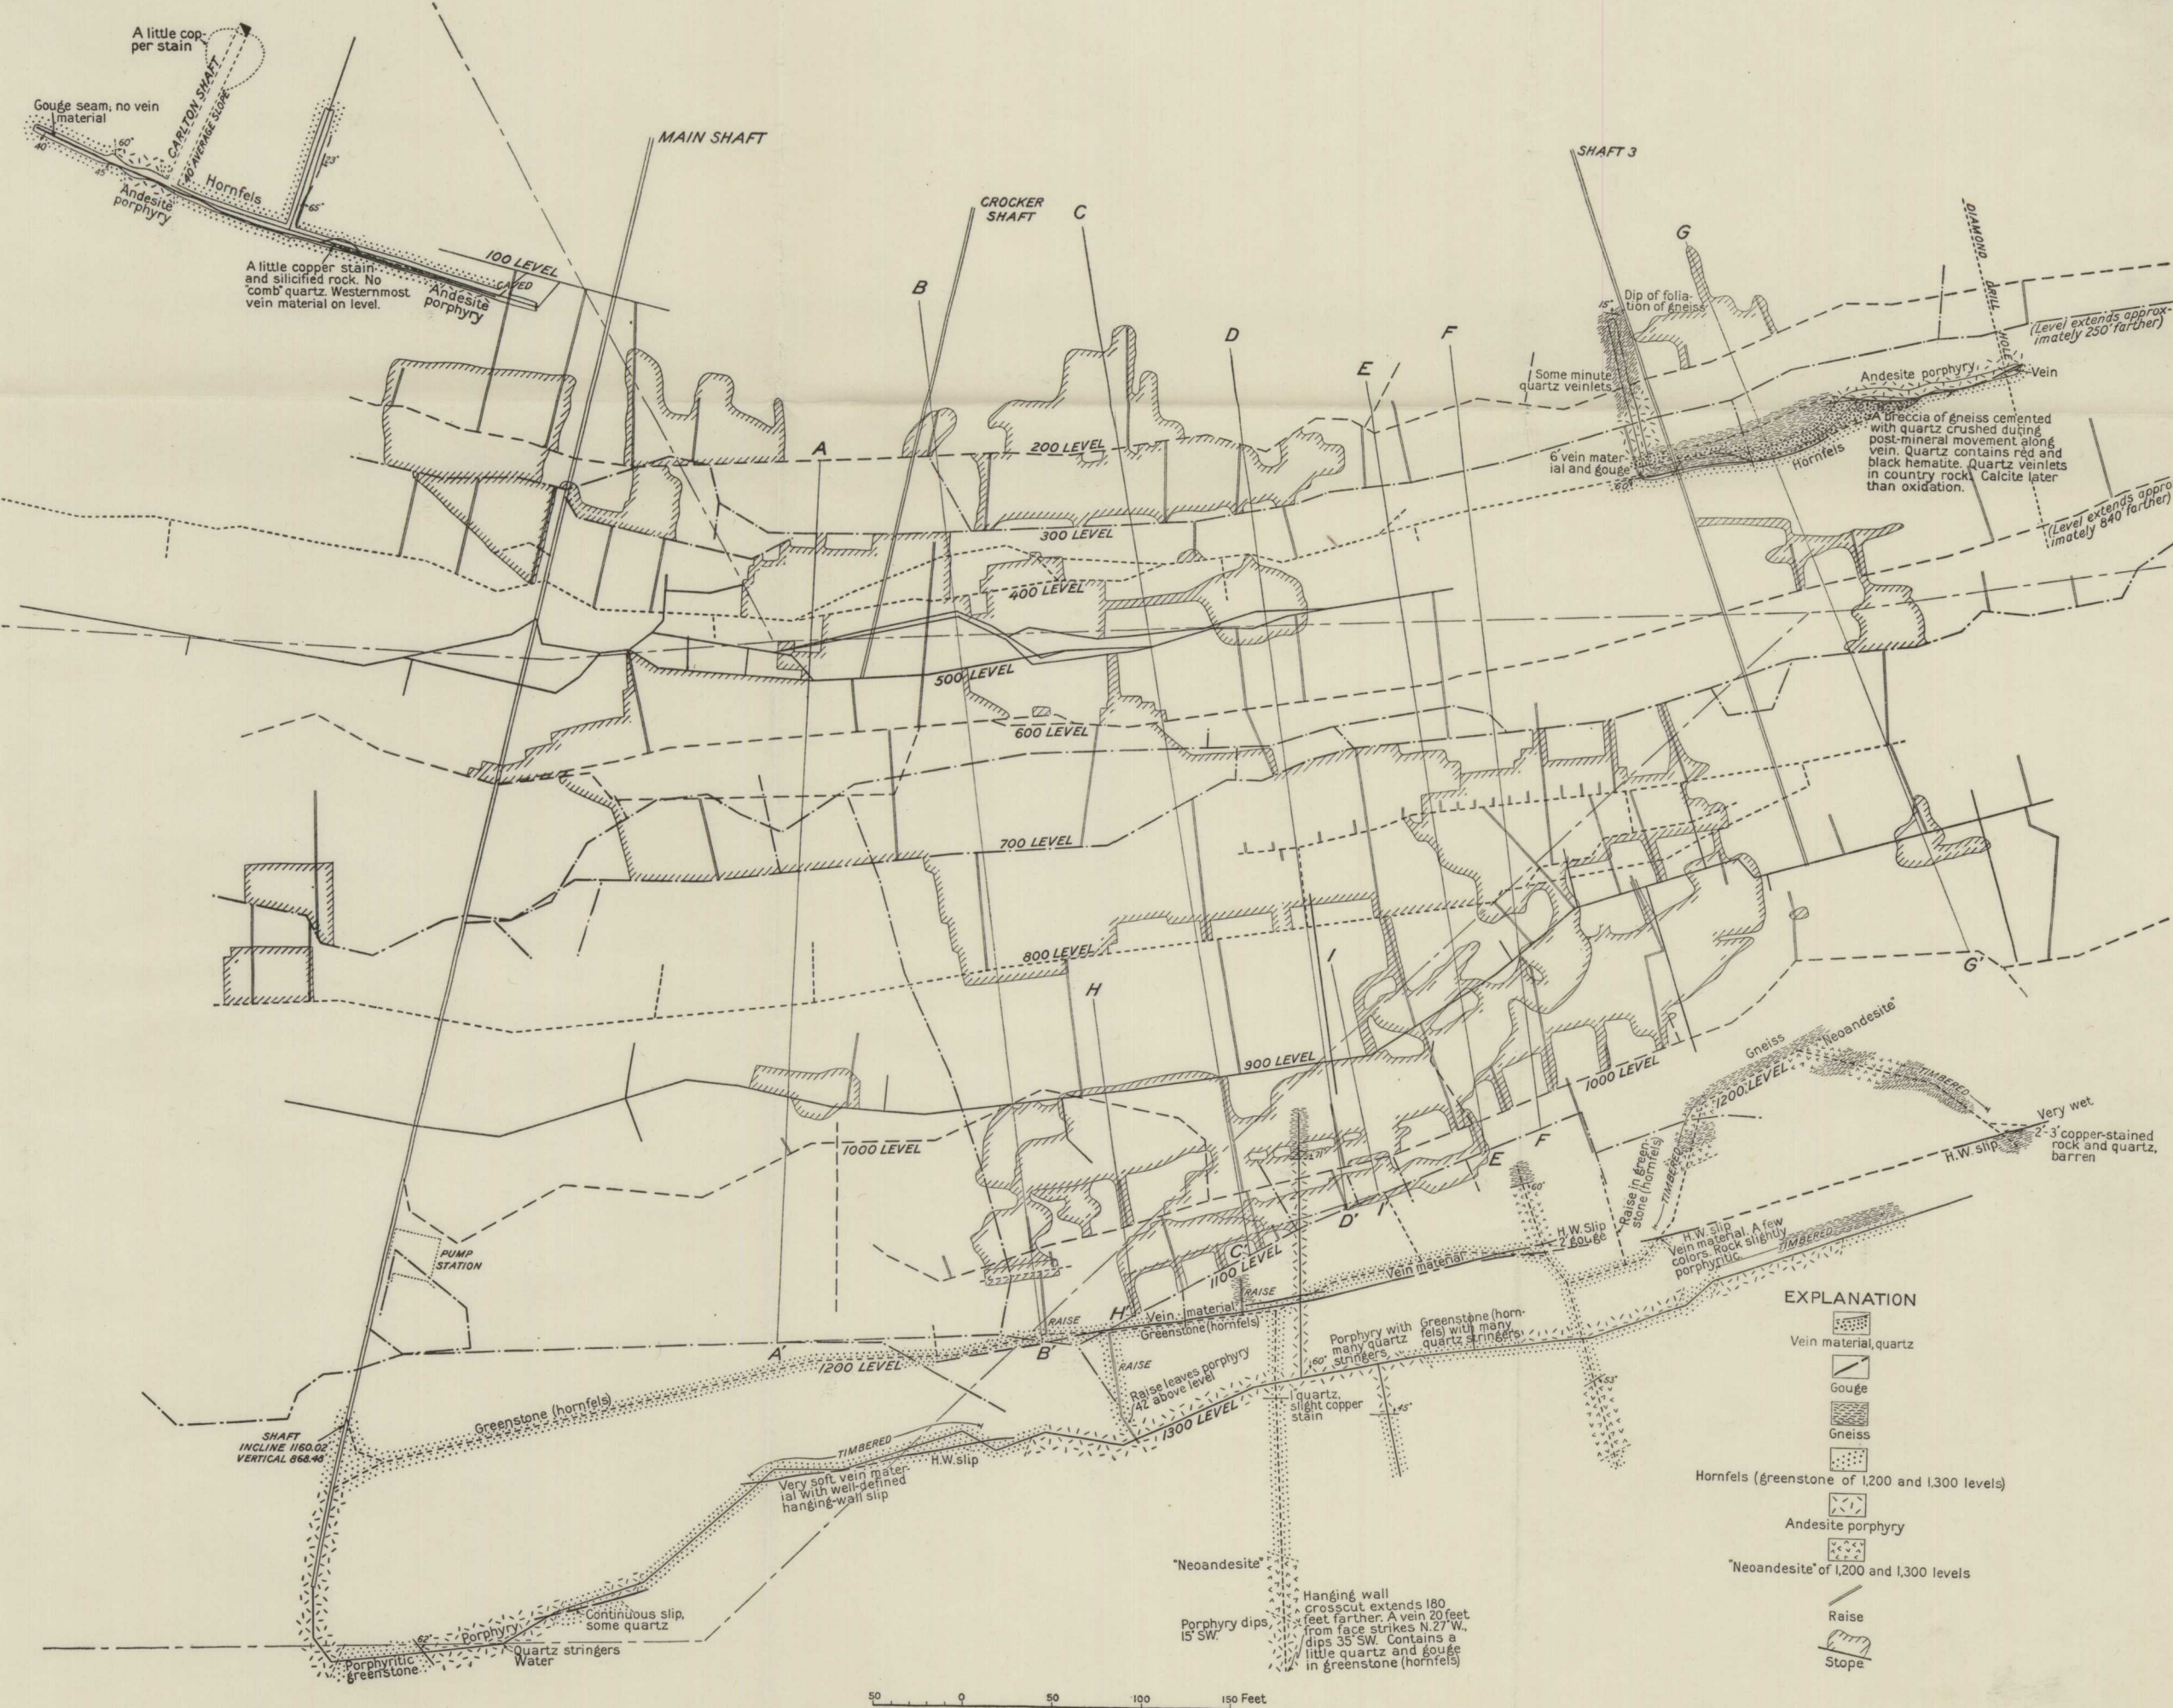 A little cop-
per stain
CARLTON SHAFT
40° AVERAGE SLOPE
Gouge seam; no vein
material
40°
60°
45°
Andesite
porphyry
Hornfels
23°
65°
A little copper stain
and silicified rock. No
"comb" quartz. Westernmost
vein material on level.
100 LEVEL
CAVED
Andesite
porphyry
MAIN SHAFT
CROCKER
SHAFT
A
B
C
D
E
F
SHAFT 3
G
15°
Dip of folia-
tion of gneiss
Some minute
quartz veinlets
6" vein mater-
ial and gouge
60°
Hornfels
Andesite porphyry
Vein
DIAMOND DRILL HOLE
(Level extends approx-
imately 250' farther)
A breccia of gneiss cemented
with quartz crushed during
post-mineral movement along
vein. Quartz contains red and
black hematite. Quartz veinlets
in country rock. Calcite later
than oxidation.
(Level extends appro
imately 840' farther)
200 LEVEL
300 LEVEL
400 LEVEL
500 LEVEL
600 LEVEL
700 LEVEL
800 LEVEL
H
I
G'
900 LEVEL
1000 LEVEL
1000 LEVEL
Gneiss
"Neoandesite"
1200 LEVEL
TIMBERED
Very wet
2'-3' copper-stained
rock and quartz,
barren
H.W. slip
TIMBERED
Raise in green-
stone (hornfels)
F
E
D'
I'
C'
60°
H.W. Slip
2' gouge
H.W. slip
Vein material. A few
colors. Rock slightly
porphyritic.
TIMBERED
PUMP
STATION
1100 LEVEL
RAISE
Vein material
H'
Vein material
Greenstone (hornfels)
RAISE
A'
B'
1200 LEVEL
RAISE
Raise leaves porphyry
42' above level
Porphyry with
many quartz
stringers
60°
Greenstone (horn-
fels) with many
quartz stringers
1" quartz,
slight copper
stain
45°
55°
1300 LEVEL
Greenstone (hornfels)
SHAFT
INCLINE 1160.02
VERTICAL 868.48
TIMBERED
H.W. slip
Very soft vein mater-
ial with well-defined
hanging-wall slip
Continuous slip,
some quartz
Porphyry
62°
Quartz stringers
Water
Porphyritic
greenstone
"Neoandesite"
Porphyry dips
15° SW.
Hanging wall
crosscut extends 180
feet farther. A vein 20 feet
from face strikes N. 27° W.,
dips 35° SW. Contains a
little quartz and gouge
in greenstone (hornfels)
EXPLANATION
Vein material, quartz
Gouge
Gneiss
Hornfels (greenstone of 1,200 and 1,300 levels)
Andesite porphyry
"Neoandesite" of 1,200 and 1,300 levels
Raise
Stope
50 0 50 100 150 Feet